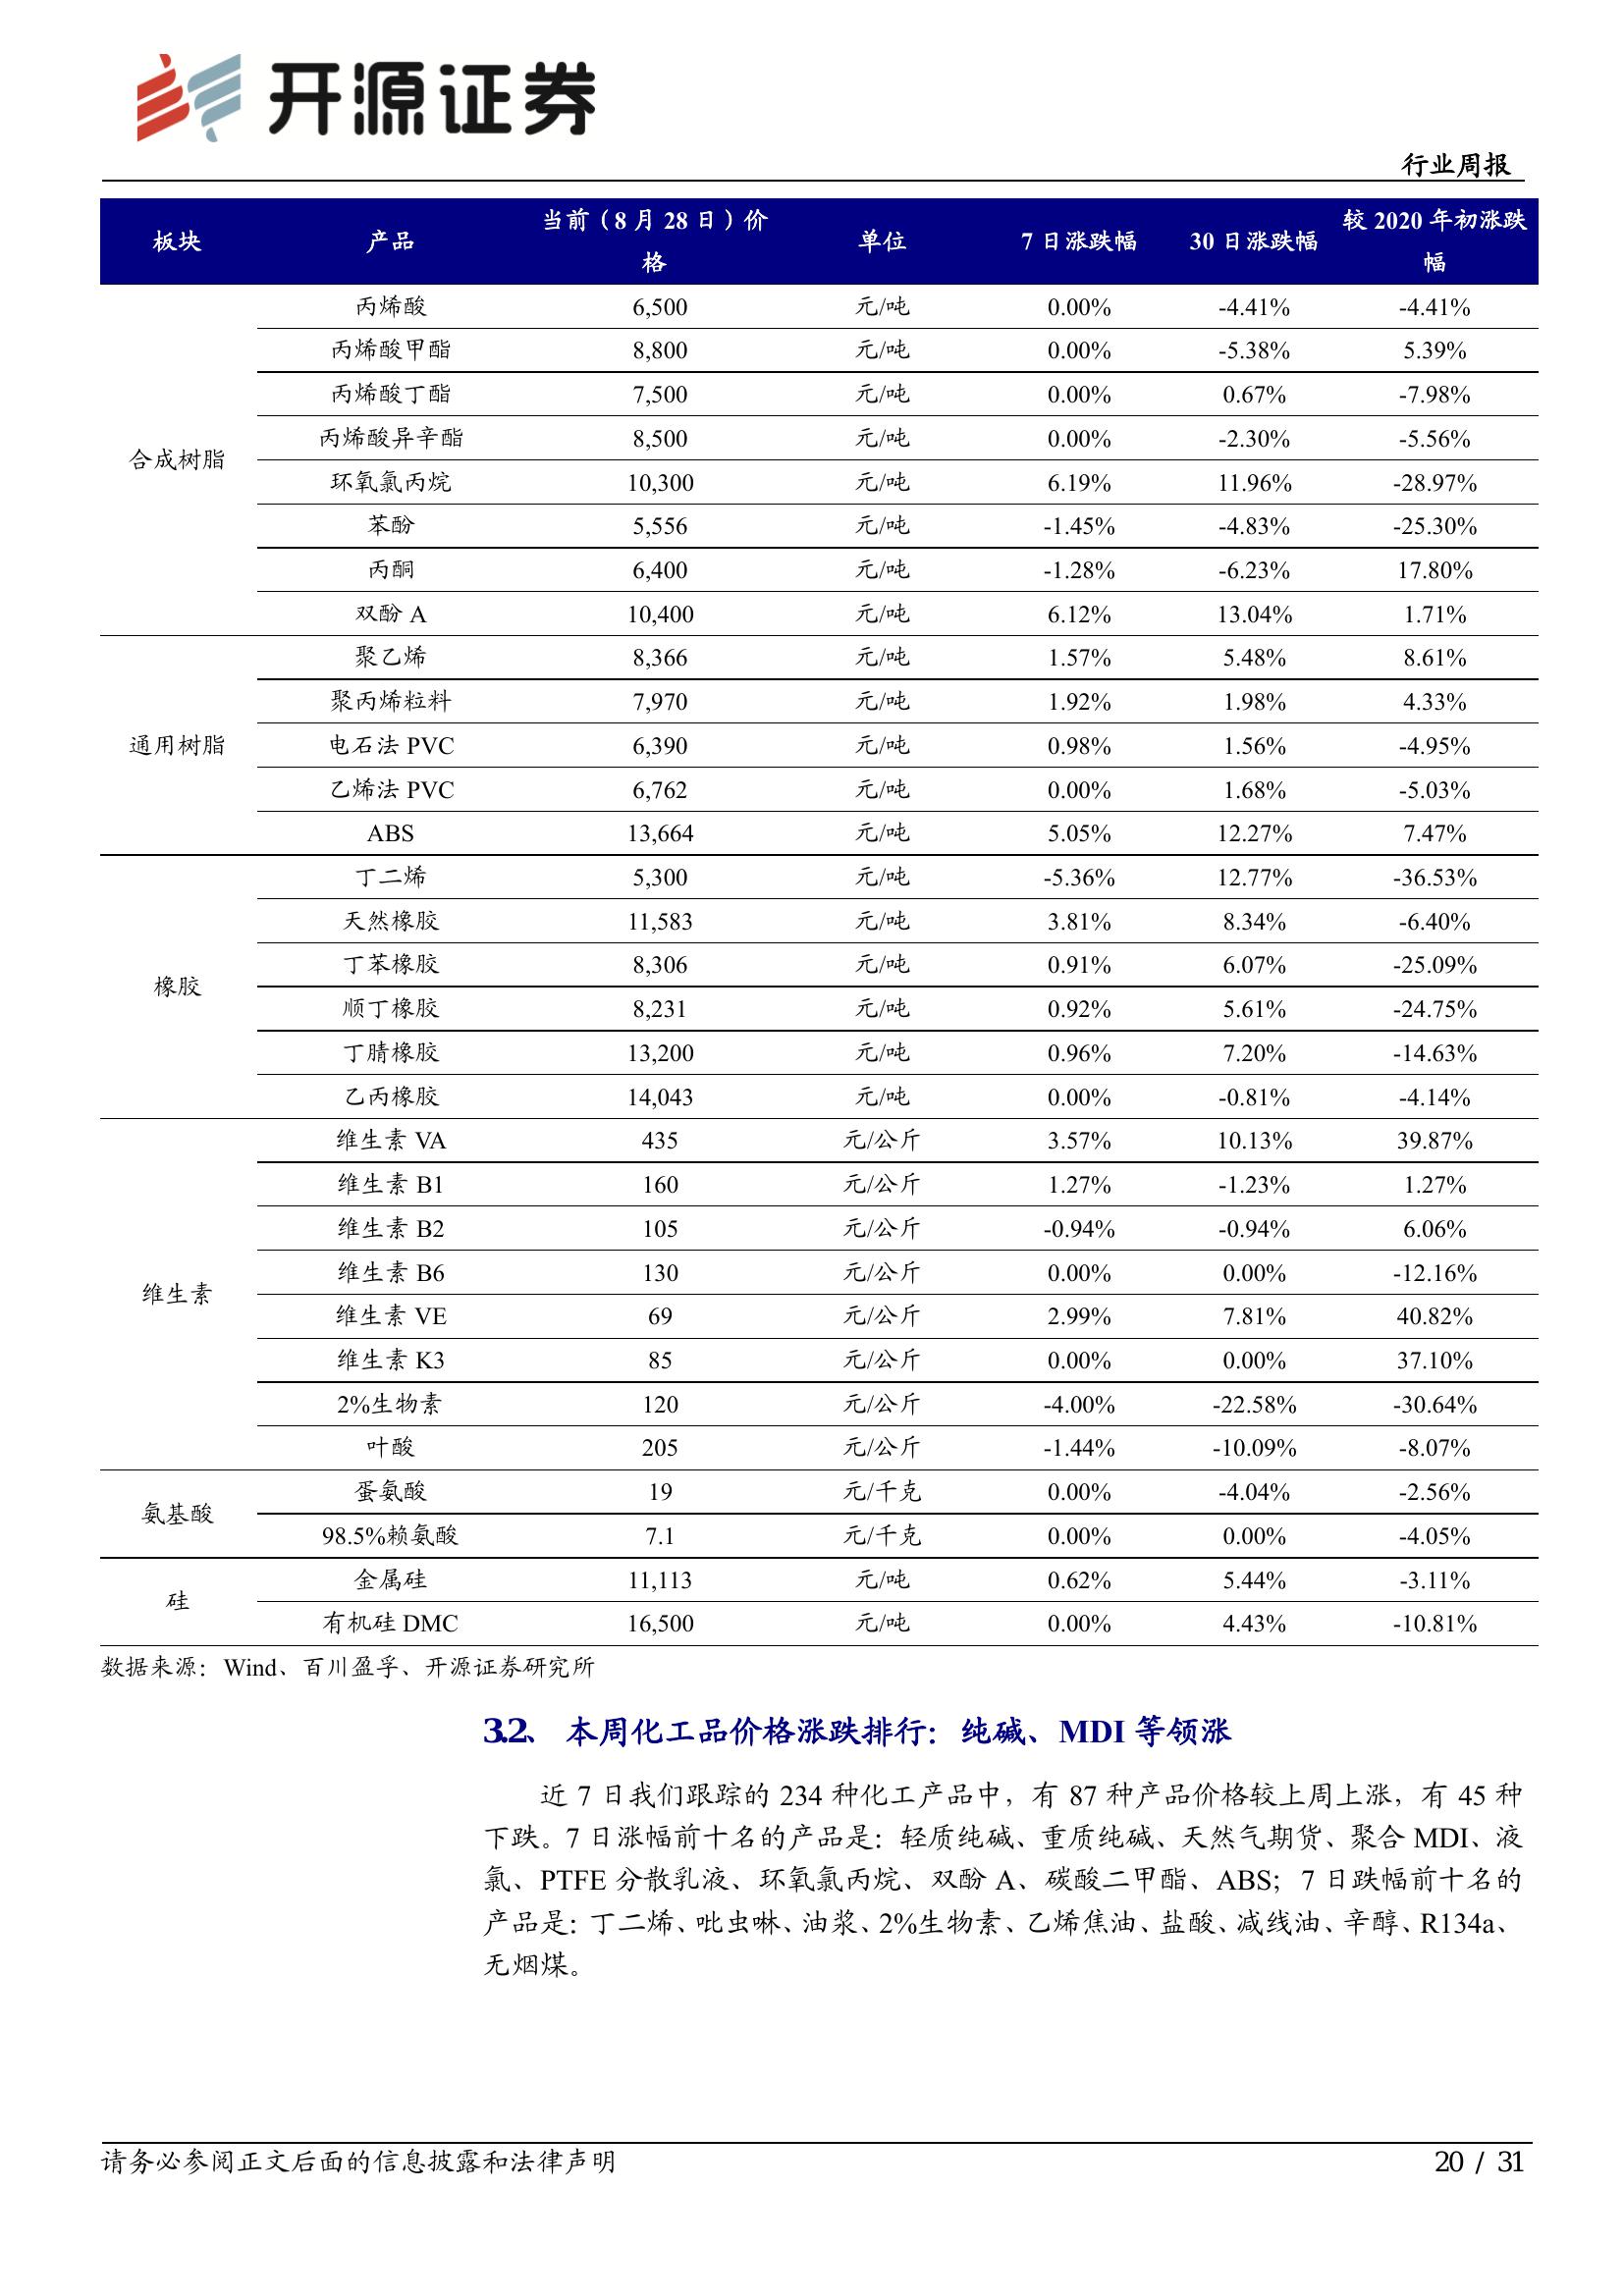 开源证券
行业周报
板块 产品 当前（8 月 28 日）价格 单位 7 日涨跌幅 30 日涨跌幅 较 2020 年初涨跌幅
合成树脂 丙烯酸 6,500 元/吨 0.00% -4.41% -4.41%
丙烯酸甲酯 8,800 元/吨 0.00% -5.38% 5.39%
丙烯酸丁酯 7,500 元/吨 0.00% 0.67% -7.98%
丙烯酸异辛酯 8,500 元/吨 0.00% -2.30% -5.56%
环氧氯丙烷 10,300 元/吨 6.19% 11.96% -28.97%
苯酚 5,556 元/吨 -1.45% -4.83% -25.30%
丙酮 6,400 元/吨 -1.28% -6.23% 17.80%
双酚 A 10,400 元/吨 6.12% 13.04% 1.71%
通用树脂 聚乙烯 8,366 元/吨 1.57% 5.48% 8.61%
聚丙烯粒料 7,970 元/吨 1.92% 1.98% 4.33%
电石法 PVC 6,390 元/吨 0.98% 1.56% -4.95%
乙烯法 PVC 6,762 元/吨 0.00% 1.68% -5.03%
ABS 13,664 元/吨 5.05% 12.27% 7.47%
橡胶 丁二烯 5,300 元/吨 -5.36% 12.77% -36.53%
天然橡胶 11,583 元/吨 3.81% 8.34% -6.40%
丁苯橡胶 8,306 元/吨 0.91% 6.07% -25.09%
顺丁橡胶 8,231 元/吨 0.92% 5.61% -24.75%
丁腈橡胶 13,200 元/吨 0.96% 7.20% -14.63%
乙丙橡胶 14,043 元/吨 0.00% -0.81% -4.14%
维生素 维生素 VA 435 元/公斤 3.57% 10.13% 39.87%
维生素 B1 160 元/公斤 1.27% -1.23% 1.27%
维生素 B2 105 元/公斤 -0.94% -0.94% 6.06%
维生素 B6 130 元/公斤 0.00% 0.00% -12.16%
维生素 VE 69 元/公斤 2.99% 7.81% 40.82%
维生素 K3 85 元/公斤 0.00% 0.00% 37.10%
2%生物素 120 元/公斤 -4.00% -22.58% -30.64%
叶酸 205 元/公斤 -1.44% -10.09% -8.07%
氨基酸 蛋氨酸 19 元/千克 0.00% -4.04% -2.56%
98.5%赖氨酸 7.1 元/千克 0.00% 0.00% -4.05%
硅 金属硅 11,113 元/吨 0.62% 5.44% -3.11%
有机硅 DMC 16,500 元/吨 0.00% 4.43% -10.81%
数据来源：Wind、百川盈孚、开源证券研究所
3.2、 本周化工品价格涨跌排行：纯碱、MDI 等领涨
近 7 日我们跟踪的 234 种化工产品中，有 87 种产品价格较上周上涨，有 45 种
下跌。7 日涨幅前十名的产品是：轻质纯碱、重质纯碱、天然气期货、聚合 MDI、液
氯、PTFE 分散乳液、环氧氯丙烷、双酚 A、碳酸二甲酯、ABS；7 日跌幅前十名的
产品是：丁二烯、吡虫啉、油浆、2%生物素、乙烯焦油、盐酸、减线油、辛醇、R134a、
无烟煤。
请务必参阅正文后面的信息披露和法律声明
20 / 31